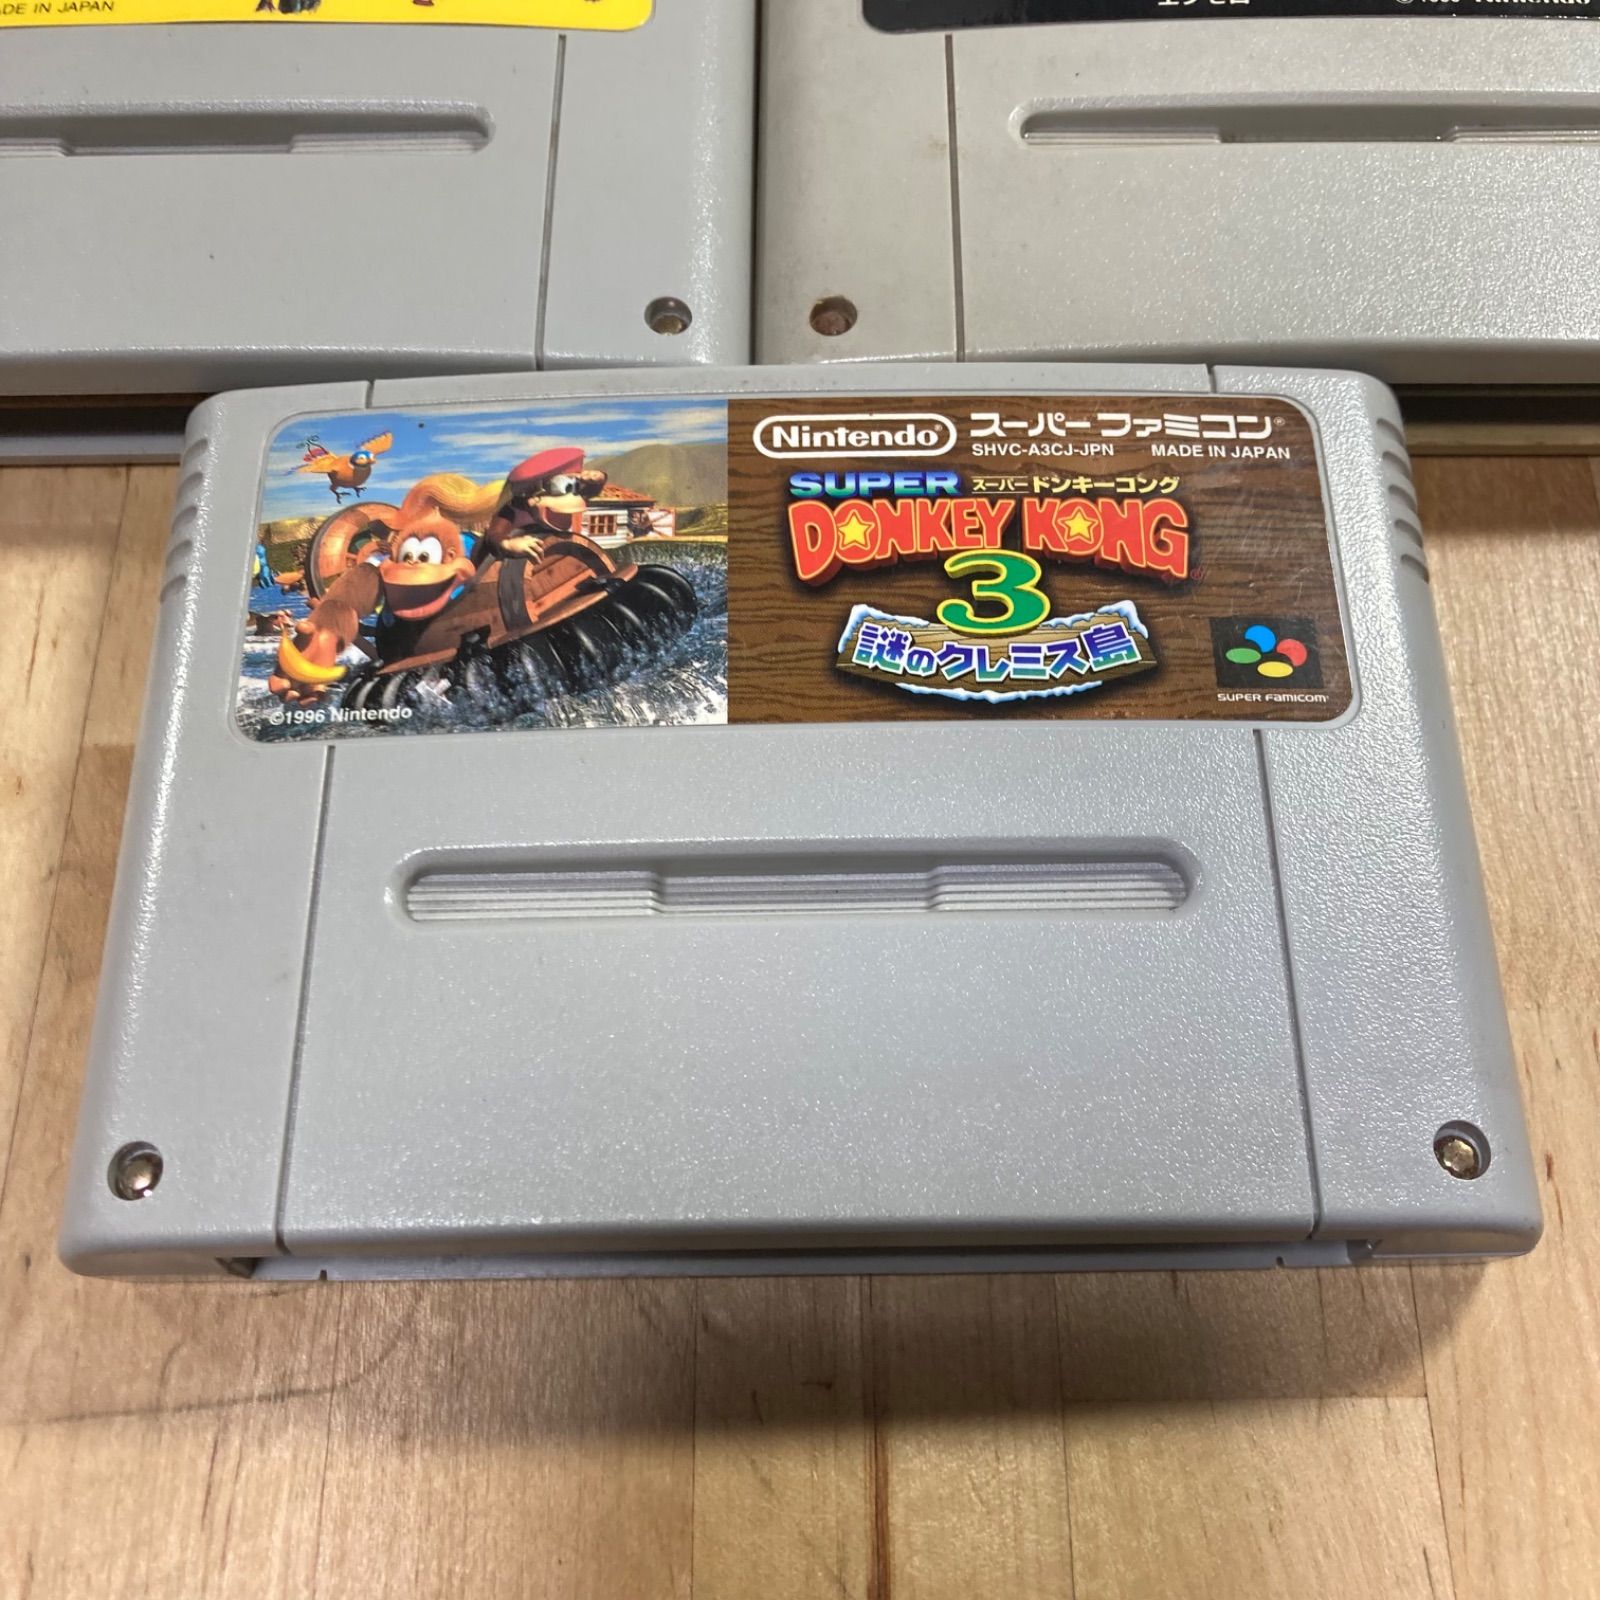 MADE IN JAPAN
Nintendo® スーパーファミコン®
SHVC-A3CJ-JPN MADE IN JAPAN
SUPER スーパードンキーコング
DONKEY KONG
3
謎のクレミス島
SUPER FAMICOM
©1996 Nintendo